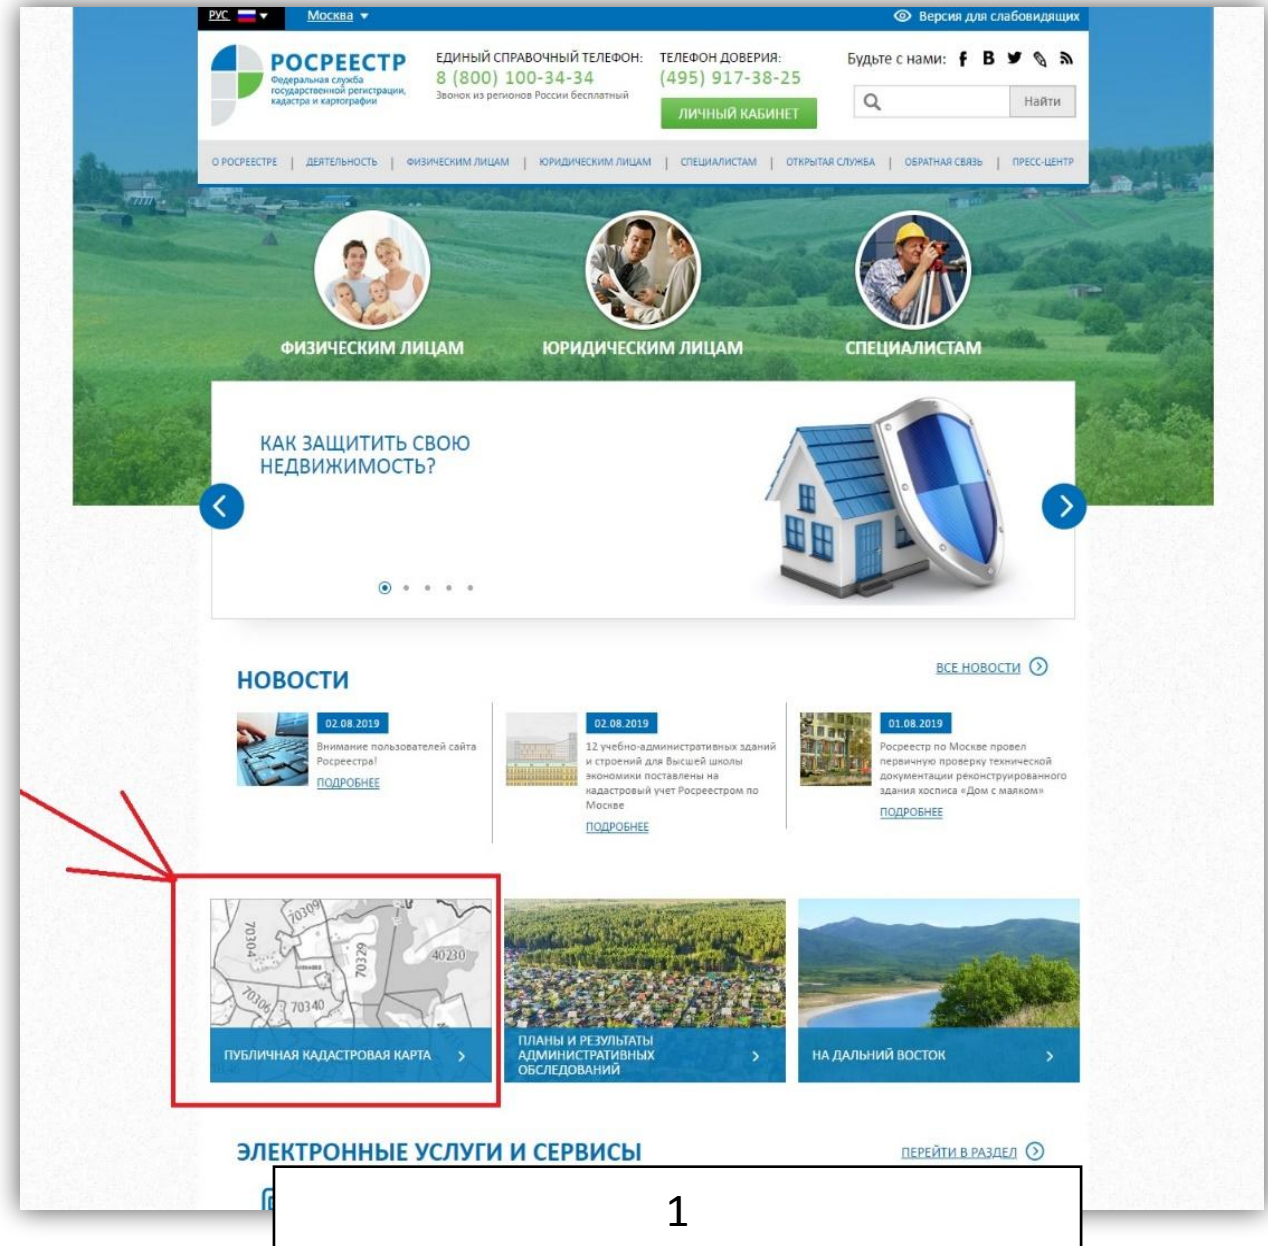 РУС
Москва
Версия для слабовидящих
РОСРЕЕСТР
Федеральная служба
государственной регистрации,
кадастра и картографии
ЕДИНЫЙ СПРАВОЧНЫЙ ТЕЛЕФОН:
8 (800) 100-34-34
Звонок из регионов России бесплатный
ТЕЛЕФОН ДОВЕРИЯ:
(495) 917-38-25
ЛИЧНЫЙ КАБИНЕТ
Будьте с нами:
Найти
О РОСРЕЕСТРЕ | ДЕЯТЕЛЬНОСТЬ | ФИЗИЧЕСКИМ ЛИЦАМ | ЮРИДИЧЕСКИМ ЛИЦАМ | СПЕЦИАЛИСТАМ | ОТКРЫТАЯ СЛУЖБА | ОБРАТНАЯ СВЯЗЬ | ПРЕСС-ЦЕНТР
ФИЗИЧЕСКИМ ЛИЦАМ
ЮРИДИЧЕСКИМ ЛИЦАМ
СПЕЦИАЛИСТАМ
КАК ЗАЩИТИТЬ СВОЮ
НЕДВИЖИМОСТЬ?
НОВОСТИ
ВСЕ НОВОСТИ
02.08.2019
Внимание пользователей сайта
Росреестра!
ПОДРОБНЕЕ
02.08.2019
12 учебно-административных зданий
и строений для Высшей школы
экономики поставлены на
кадастровый учет Росреестром по
Москве
ПОДРОБНЕЕ
01.08.2019
Росреестр по Москве провел
первичную проверку технической
документации реконструированного
здания хосписа «Дом с маяком»
ПОДРОБНЕЕ
70309
70304
70329
40230
70306
70340
ПУБЛИЧНАЯ КАДАСТРОВАЯ КАРТА
ПЛАНЫ И РЕЗУЛЬТАТЫ
АДМИНИСТРАТИВНЫХ
ОБСЛЕДОВАНИЙ
НА ДАЛЬНИЙ ВОСТОК
ЭЛЕКТРОННЫЕ УСЛУГИ И СЕРВИСЫ
ПЕРЕЙТИ В РАЗДЕЛ
1